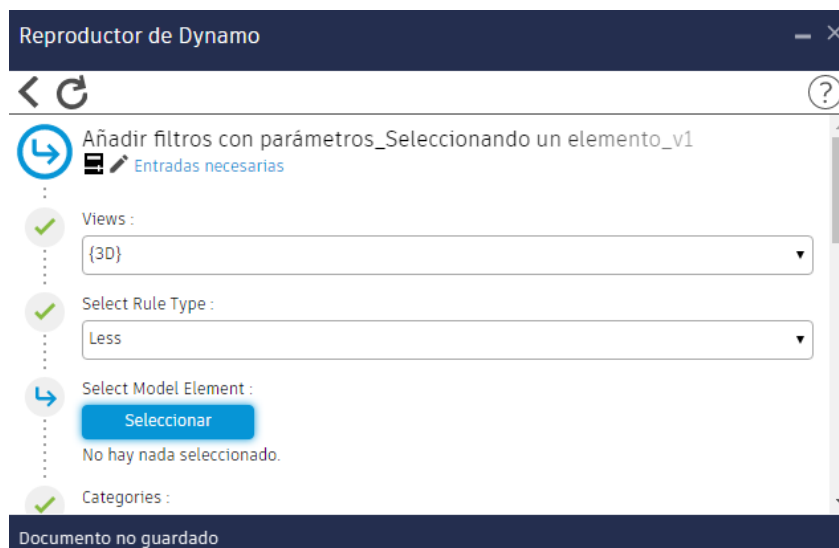 Reproductor de Dynamo
Añadir filtros con parámetros_Seleccionando un elemento_v1
Entradas necesarias
Views :
{3D}
Select Rule Type :
Less
Select Model Element :
Seleccionar
No hay nada seleccionado.
Categories :
Documento no guardado